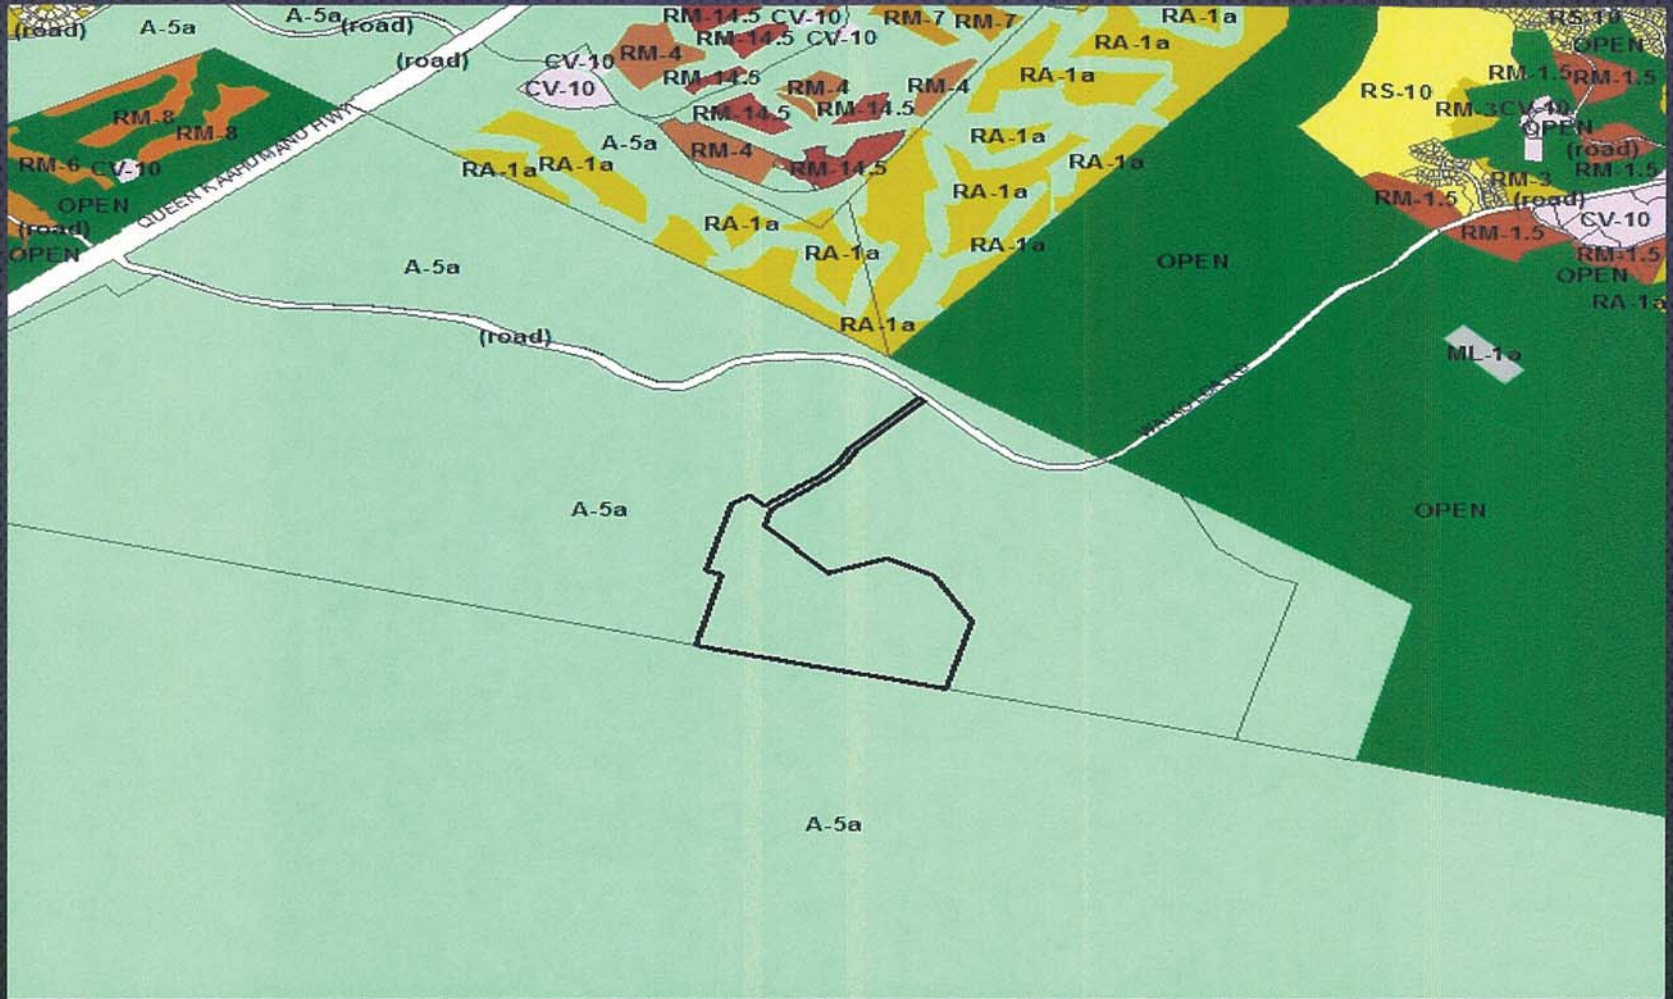 (road)
A-5a
A-5a
(road)
(road)
RM-14.5
CV-10
RM-14.5
CV-10
RM-7
RM-7
RA-1a
RS-10
OPEN
RM-4
CV-10
CV-10
RM-14.5
RM-4
RM-4
RM-14.5
RM-14.5
RA-1a
RA-1a
RS-10
RM-1.5
RM-1.5
RM-3
CV-10
OPEN
RM-8
RM-8
RM-6
CV-10
OPEN
(road)
OPEN
A-5a
RM-4
RM-14.5
RA-1a
RA-1a
RA-1a
RA-1a
RA-1a
RA-1a
RA-1a
RA-1a
RA-1a
(road)
RM-1.5
RM-3
(road)
RM-1.5
CV-10
RM-1.5
RM-1.5
OPEN
RA-1a
A-5a
OPEN
(road)
ML-1a
A-5a
OPEN
A-5a